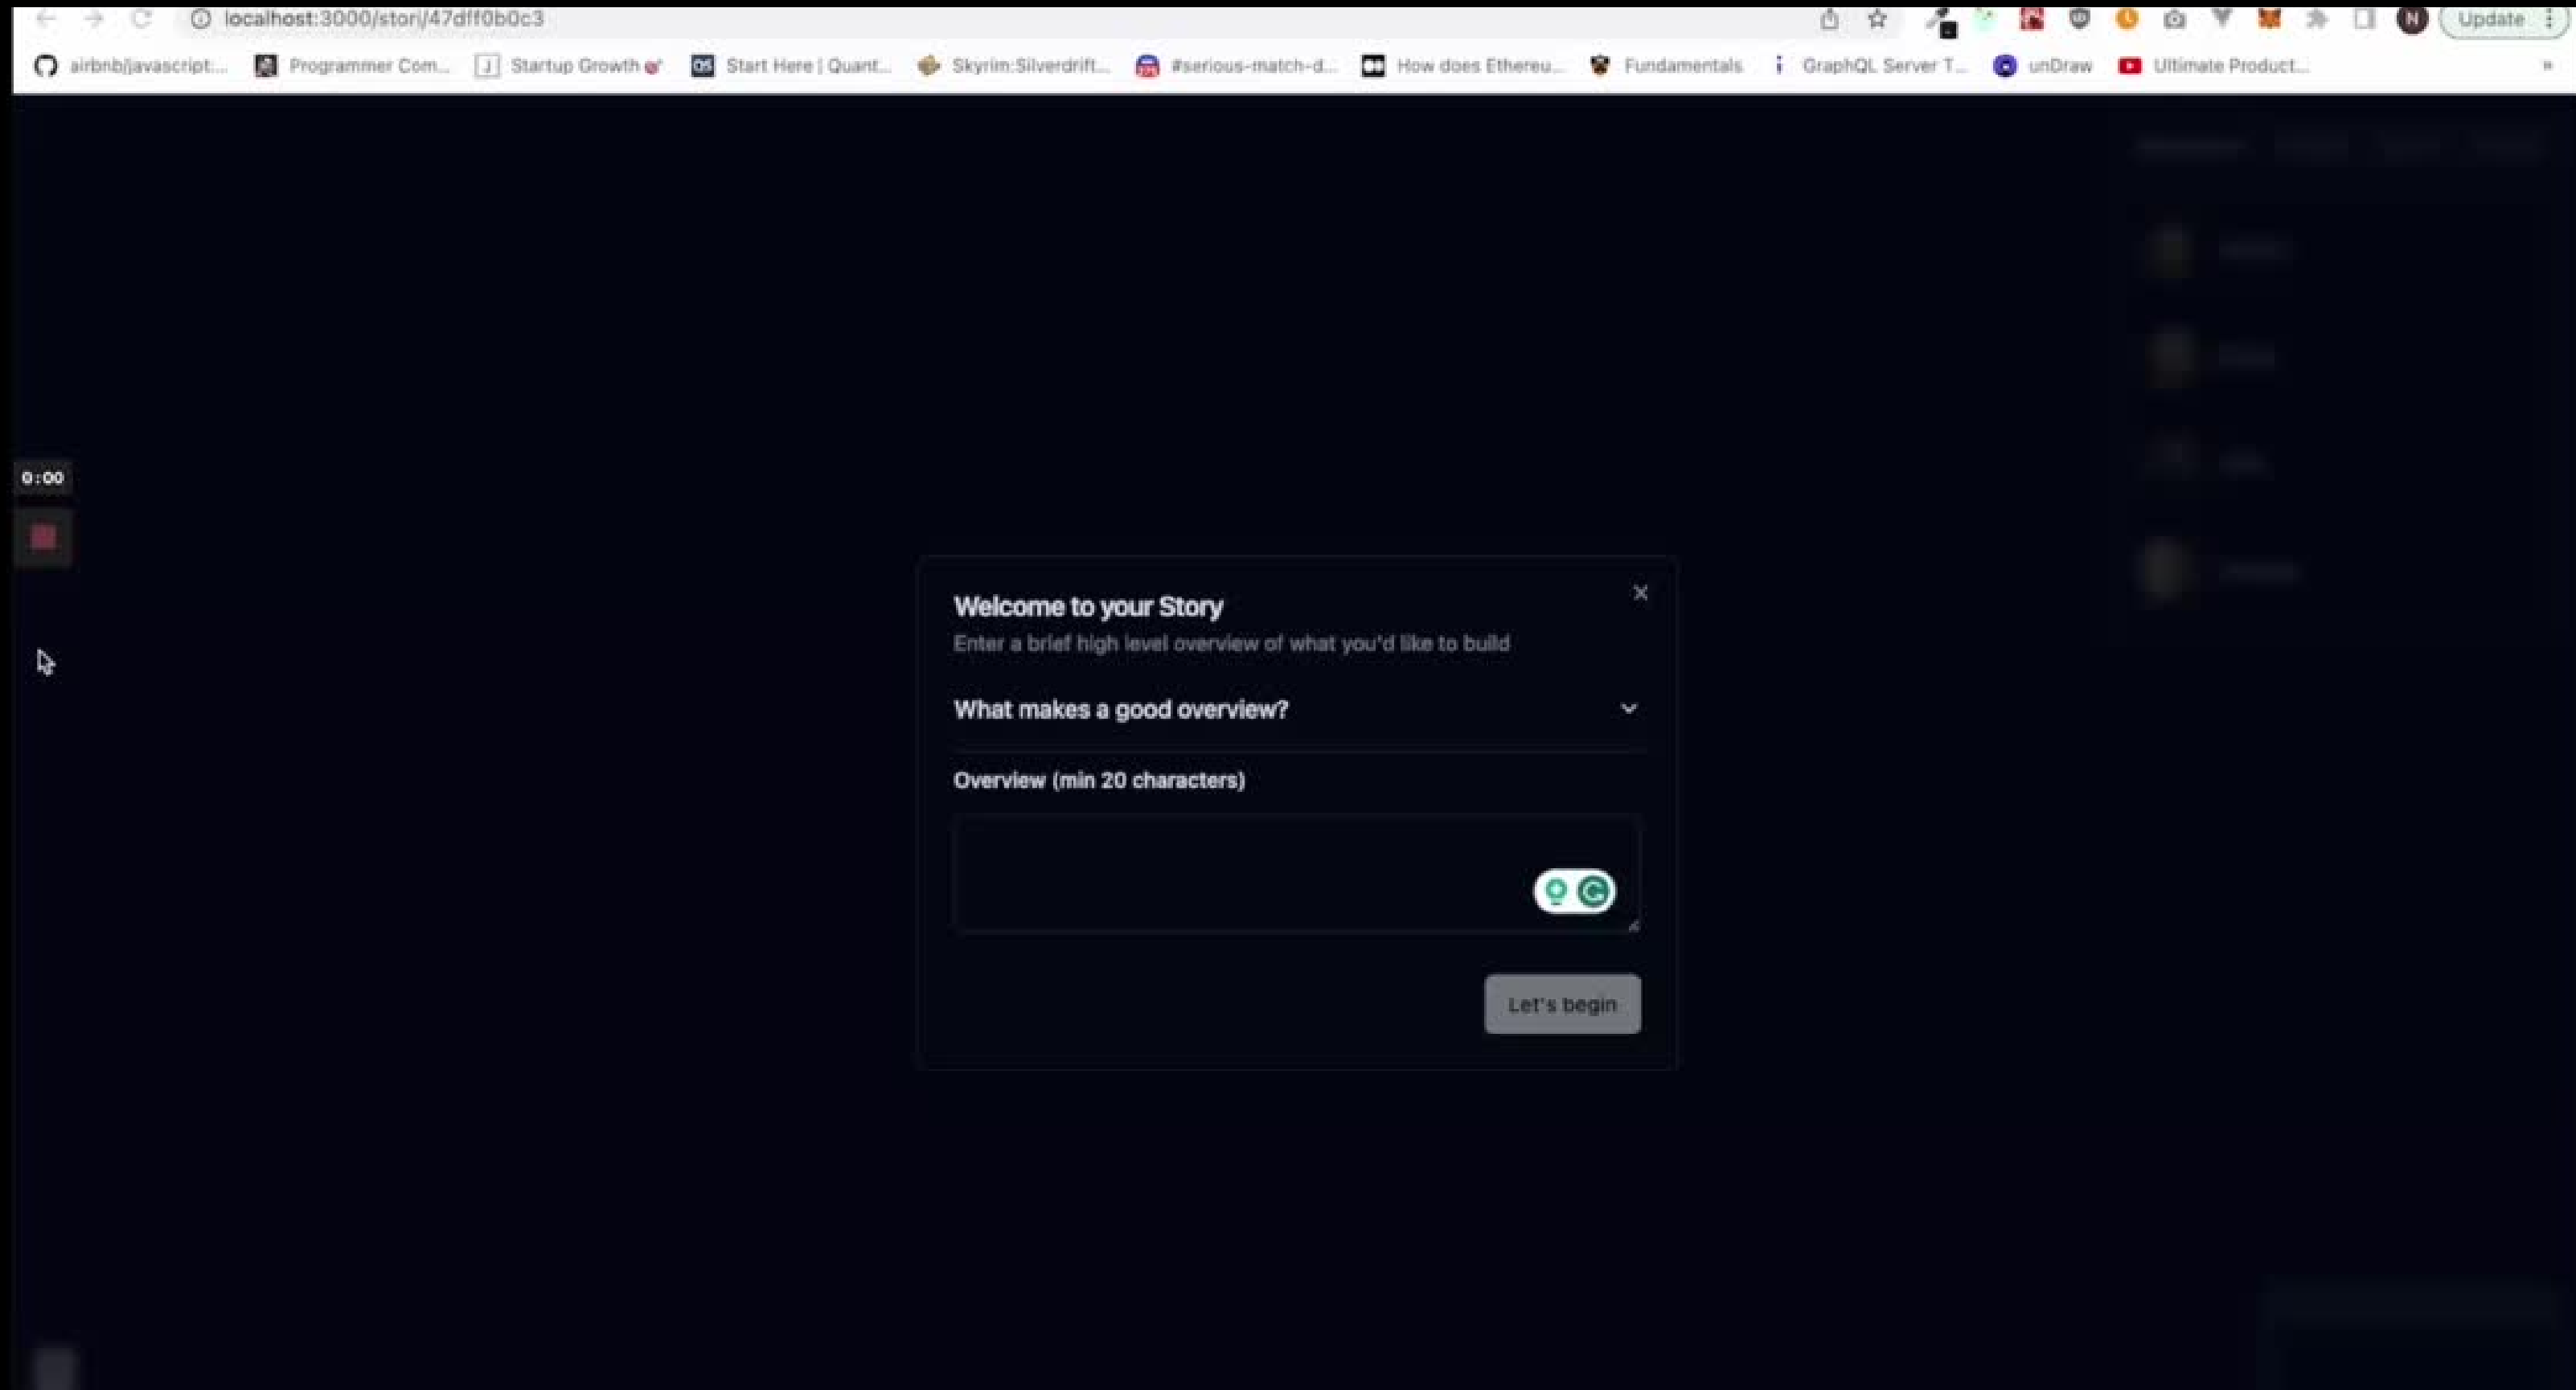 localhost:3000/stori/47dff0b0c3
Update
airbnb/javascript:... Programmer Com... Startup Growth Start Here | Quant... Skyrim:Silverdrift... #serious-match-d... How does Ethereu... Fundamentals GraphQL Server T... unDraw Ultimate Product... »
0:00
Welcome to your Story
Enter a brief high level overview of what you'd like to build
What makes a good overview?
Overview (min 20 characters)
Let's begin